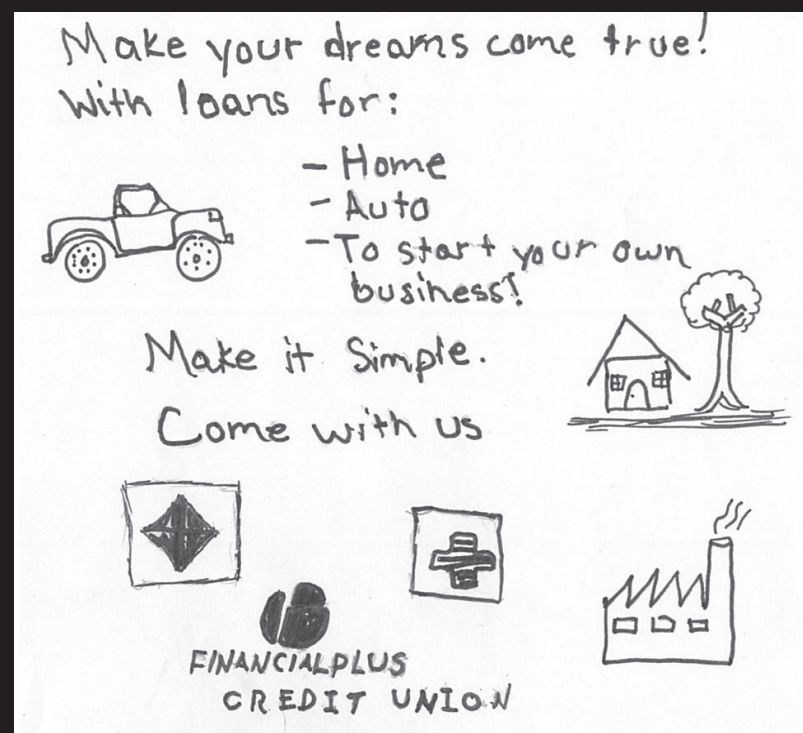 Make your dreams come true!
With loans for:
- Home
- Auto
- To start your own
business!
Make it Simple.
Come with us
FINANCIALPLUS
CREDIT UNION